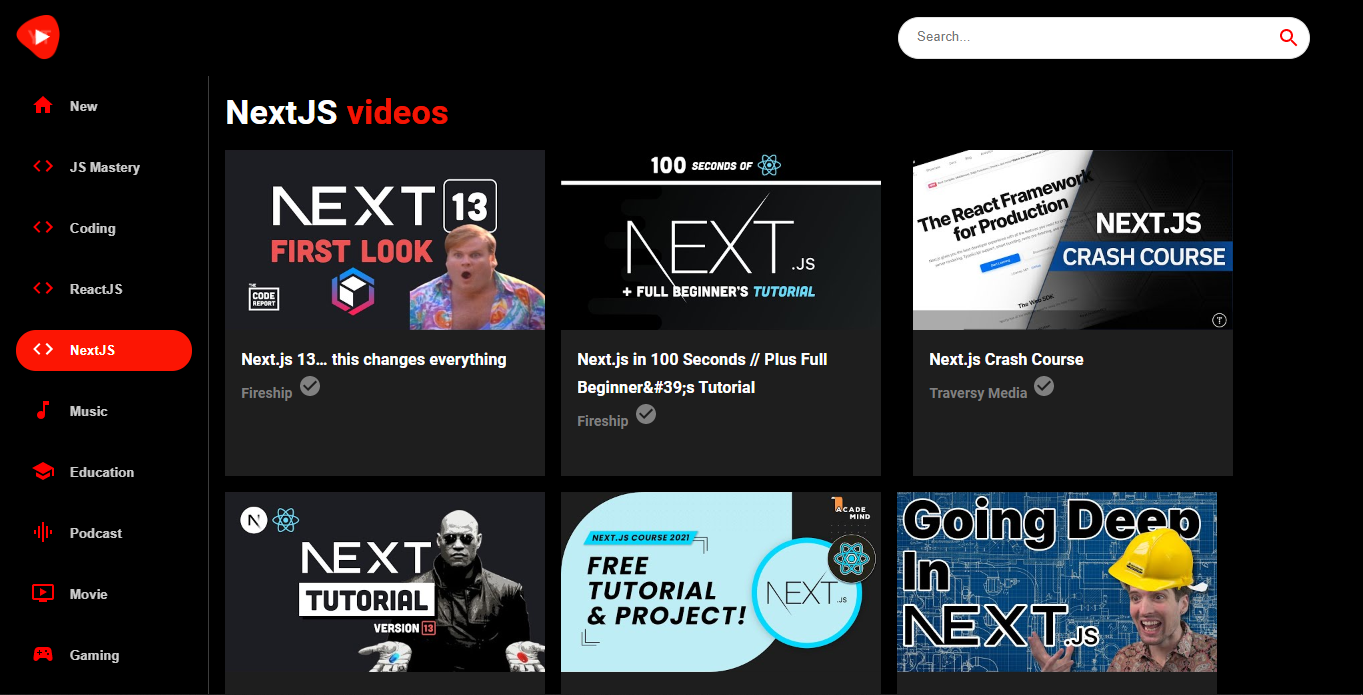 Search...
New
JS Mastery
Coding
ReactJS
NextJS
Music
Education
Podcast
Movie
Gaming
NextJS videos
NEXT 13
FIRST LOOK
THE
CODE
REPORT
Next.js 13... this changes everything
Fireship
100 SECONDS OF
NEXT.JS
+ FULL BEGINNER'S TUTORIAL
Next.js in 100 Seconds // Plus Full
Beginner&#39;s Tutorial
Fireship
The React Framework
for Production
The Web SDK
NEXT.JS
CRASH COURSE
T
Next.js Crash Course
Traversy Media
N
NEXT
TUTORIAL
VERSION 13
ACADE
MIND
NEXT.JS COURSE 2021
FREE
TUTORIAL
& PROJECT!
NEXT.JS
Going Deep
In
NEXT.JS